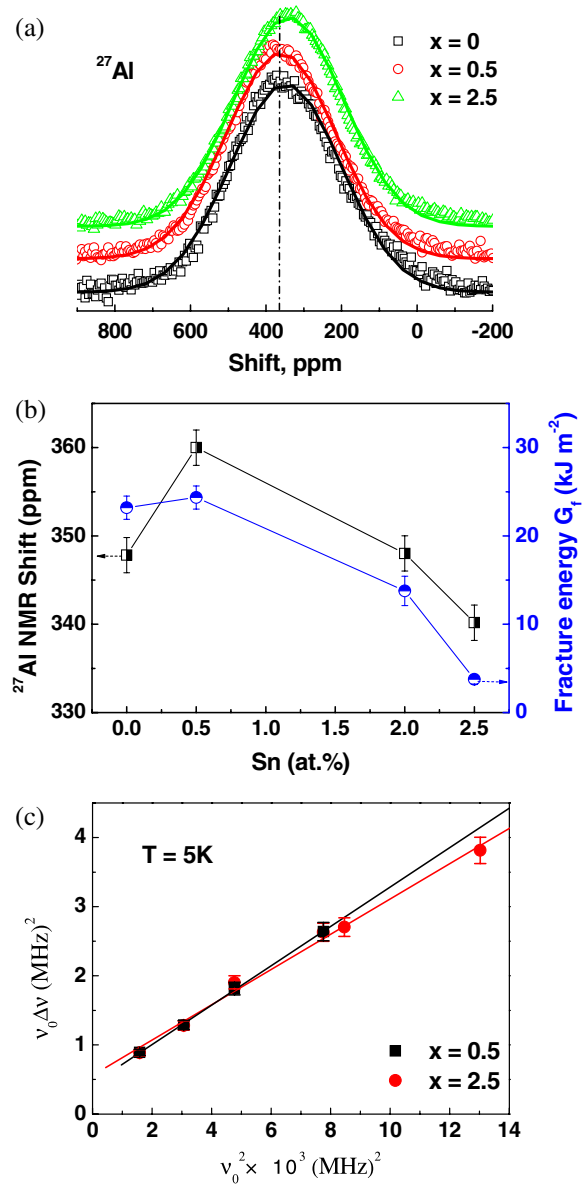 (a)
²⁷Al
x = 0
x = 0.5
x = 2.5
800 600 400 200 0 -200
Shift, ppm
(b)
²⁷Al NMR Shift (ppm)
360
350
340
330
30
20
10
0
Fracture energy G_f (kJ m⁻²)
0.0 0.5 1.0 1.5 2.0 2.5
Sn (at.%)
(c)
T = 5K
ν₀Δν (MHz)²
4
3
2
1
0
x = 0.5
x = 2.5
0 2 4 6 8 10 12 14
ν₀² × 10³ (MHz)²